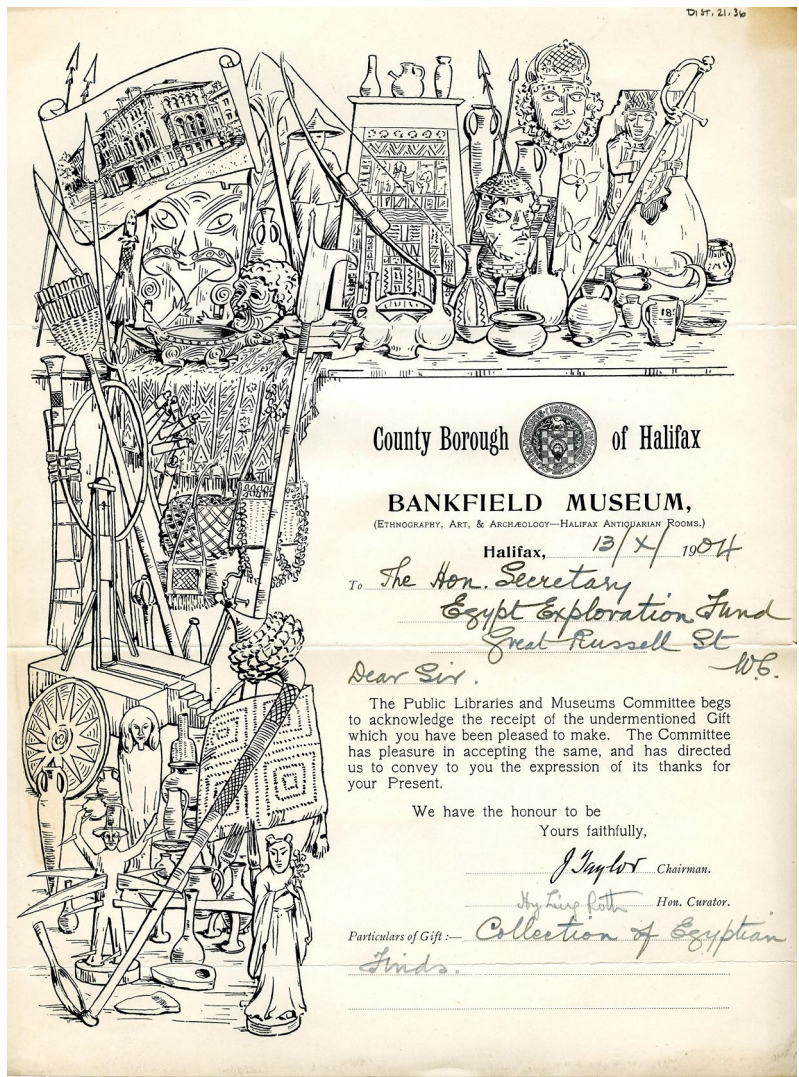 DIST. 21.36
18
County Borough of Halifax
BANKFIELD MUSEUM,
(Ethnography, Art, & Archæology—Halifax Antiquarian Rooms.)
Halifax, 13/X/1904
To The Hon. Secretary
Egypt Exploration Fund
Great Russell St
W.C.
Dear Sir.
The Public Libraries and Museums Committee begs
to acknowledge the receipt of the undermentioned Gift
which you have been pleased to make. The Committee
has pleasure in accepting the same, and has directed
us to convey to you the expression of its thanks for
your Present.
We have the honour to be
Yours faithfully,
J Taylor Chairman.
Hy Ling Roth Hon. Curator.
Particulars of Gift :— Collection of Egyptian
Finds.